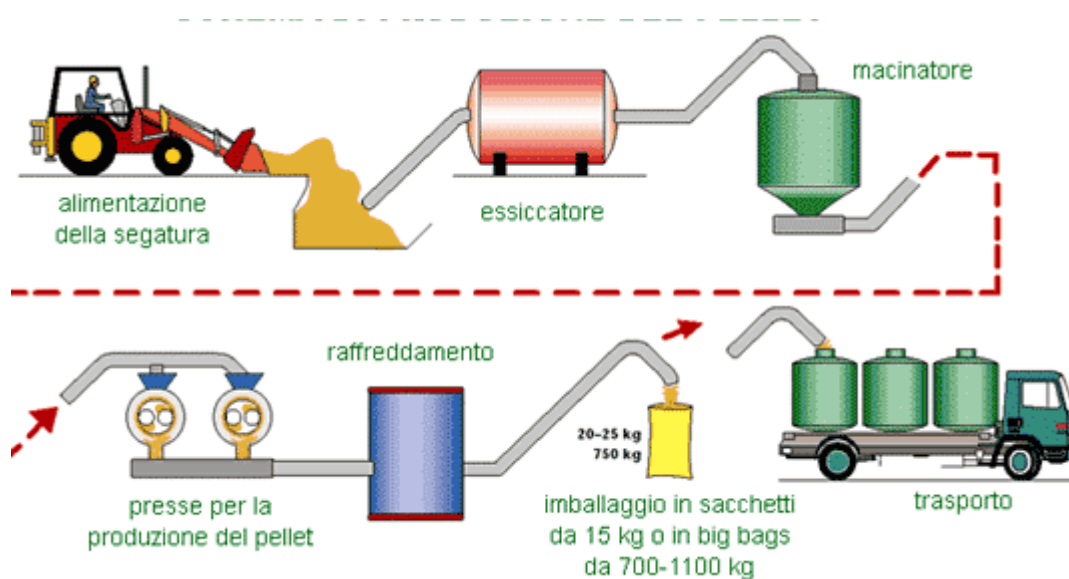 macinatore
alimentazione
della segatura
essiccatore
raffreddamento
20-25 kg
750 kg
presse per la
produzione del pellet
imballaggio in sacchetti
da 15 kg o in big bags
da 700-1100 kg
trasporto